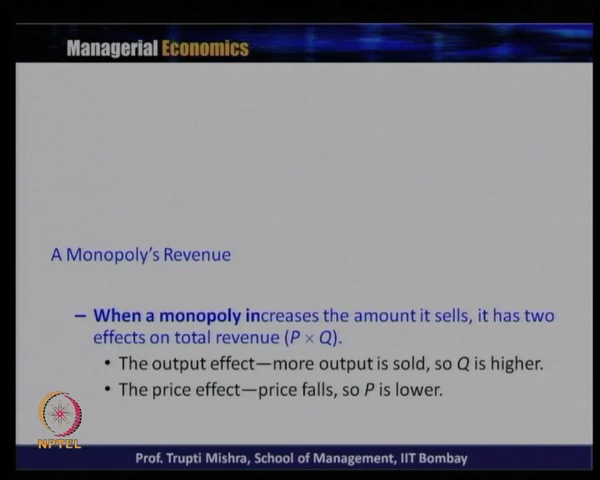 Managerial Economics
A Monopoly's Revenue
– When a monopoly increases the amount it sells, it has two
effects on total revenue (P × Q).
• The output effect—more output is sold, so Q is higher.
• The price effect—price falls, so P is lower.
NPTEL
Prof. Trupti Mishra, School of Management, IIT Bombay